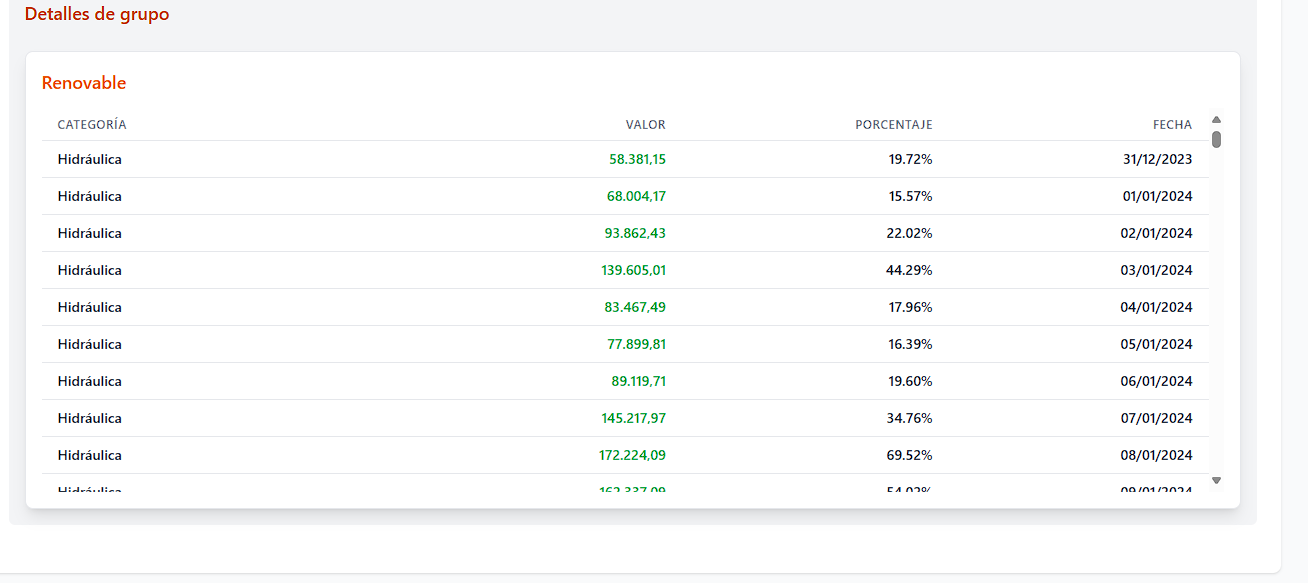 Detalles de grupo
Renovable
CATEGORÍA VALOR PORCENTAJE FECHA
Hidráulica 58.381,15 19.72% 31/12/2023
Hidráulica 68.004,17 15.57% 01/01/2024
Hidráulica 93.862,43 22.02% 02/01/2024
Hidráulica 139.605,01 44.29% 03/01/2024
Hidráulica 83.467,49 17.96% 04/01/2024
Hidráulica 77.899,81 16.39% 05/01/2024
Hidráulica 89.119,71 19.60% 06/01/2024
Hidráulica 145.217,97 34.76% 07/01/2024
Hidráulica 172.224,09 69.52% 08/01/2024
Hidráulica 09/01/2024